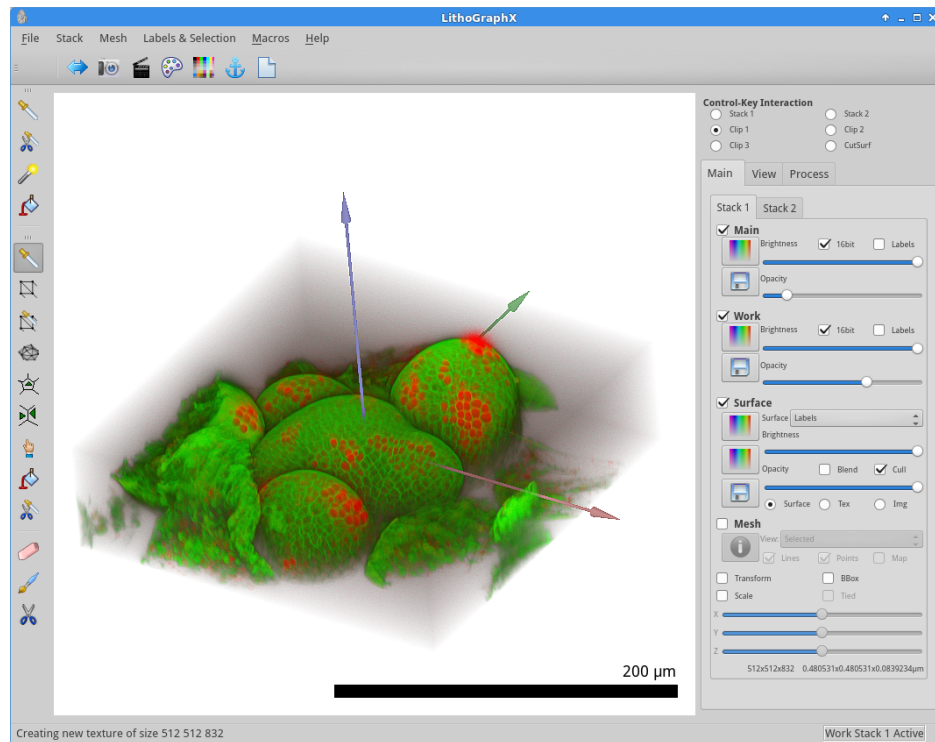 LithoGraphX
File Stack Mesh Labels & Selection Macros Help
Control-Key Interaction
Stack 1 Stack 2
Clip 1 Clip 2
Clip 3 CutSurf
Main View Process
Stack 1 Stack 2
Main
Brightness 16bit Labels
Opacity
Work
Brightness 16bit Labels
Opacity
Surface
Surface Labels
Brightness
Opacity Blend Cull
Surface Tex Img
Mesh
View: Selected
Lines Points Map
Transform BBox
Scale Tied
X
Y
Z
512x512x832 0.480531x0.480531x0.0839234µm
200 µm
Creating new texture of size 512 512 832
Work Stack 1 Active